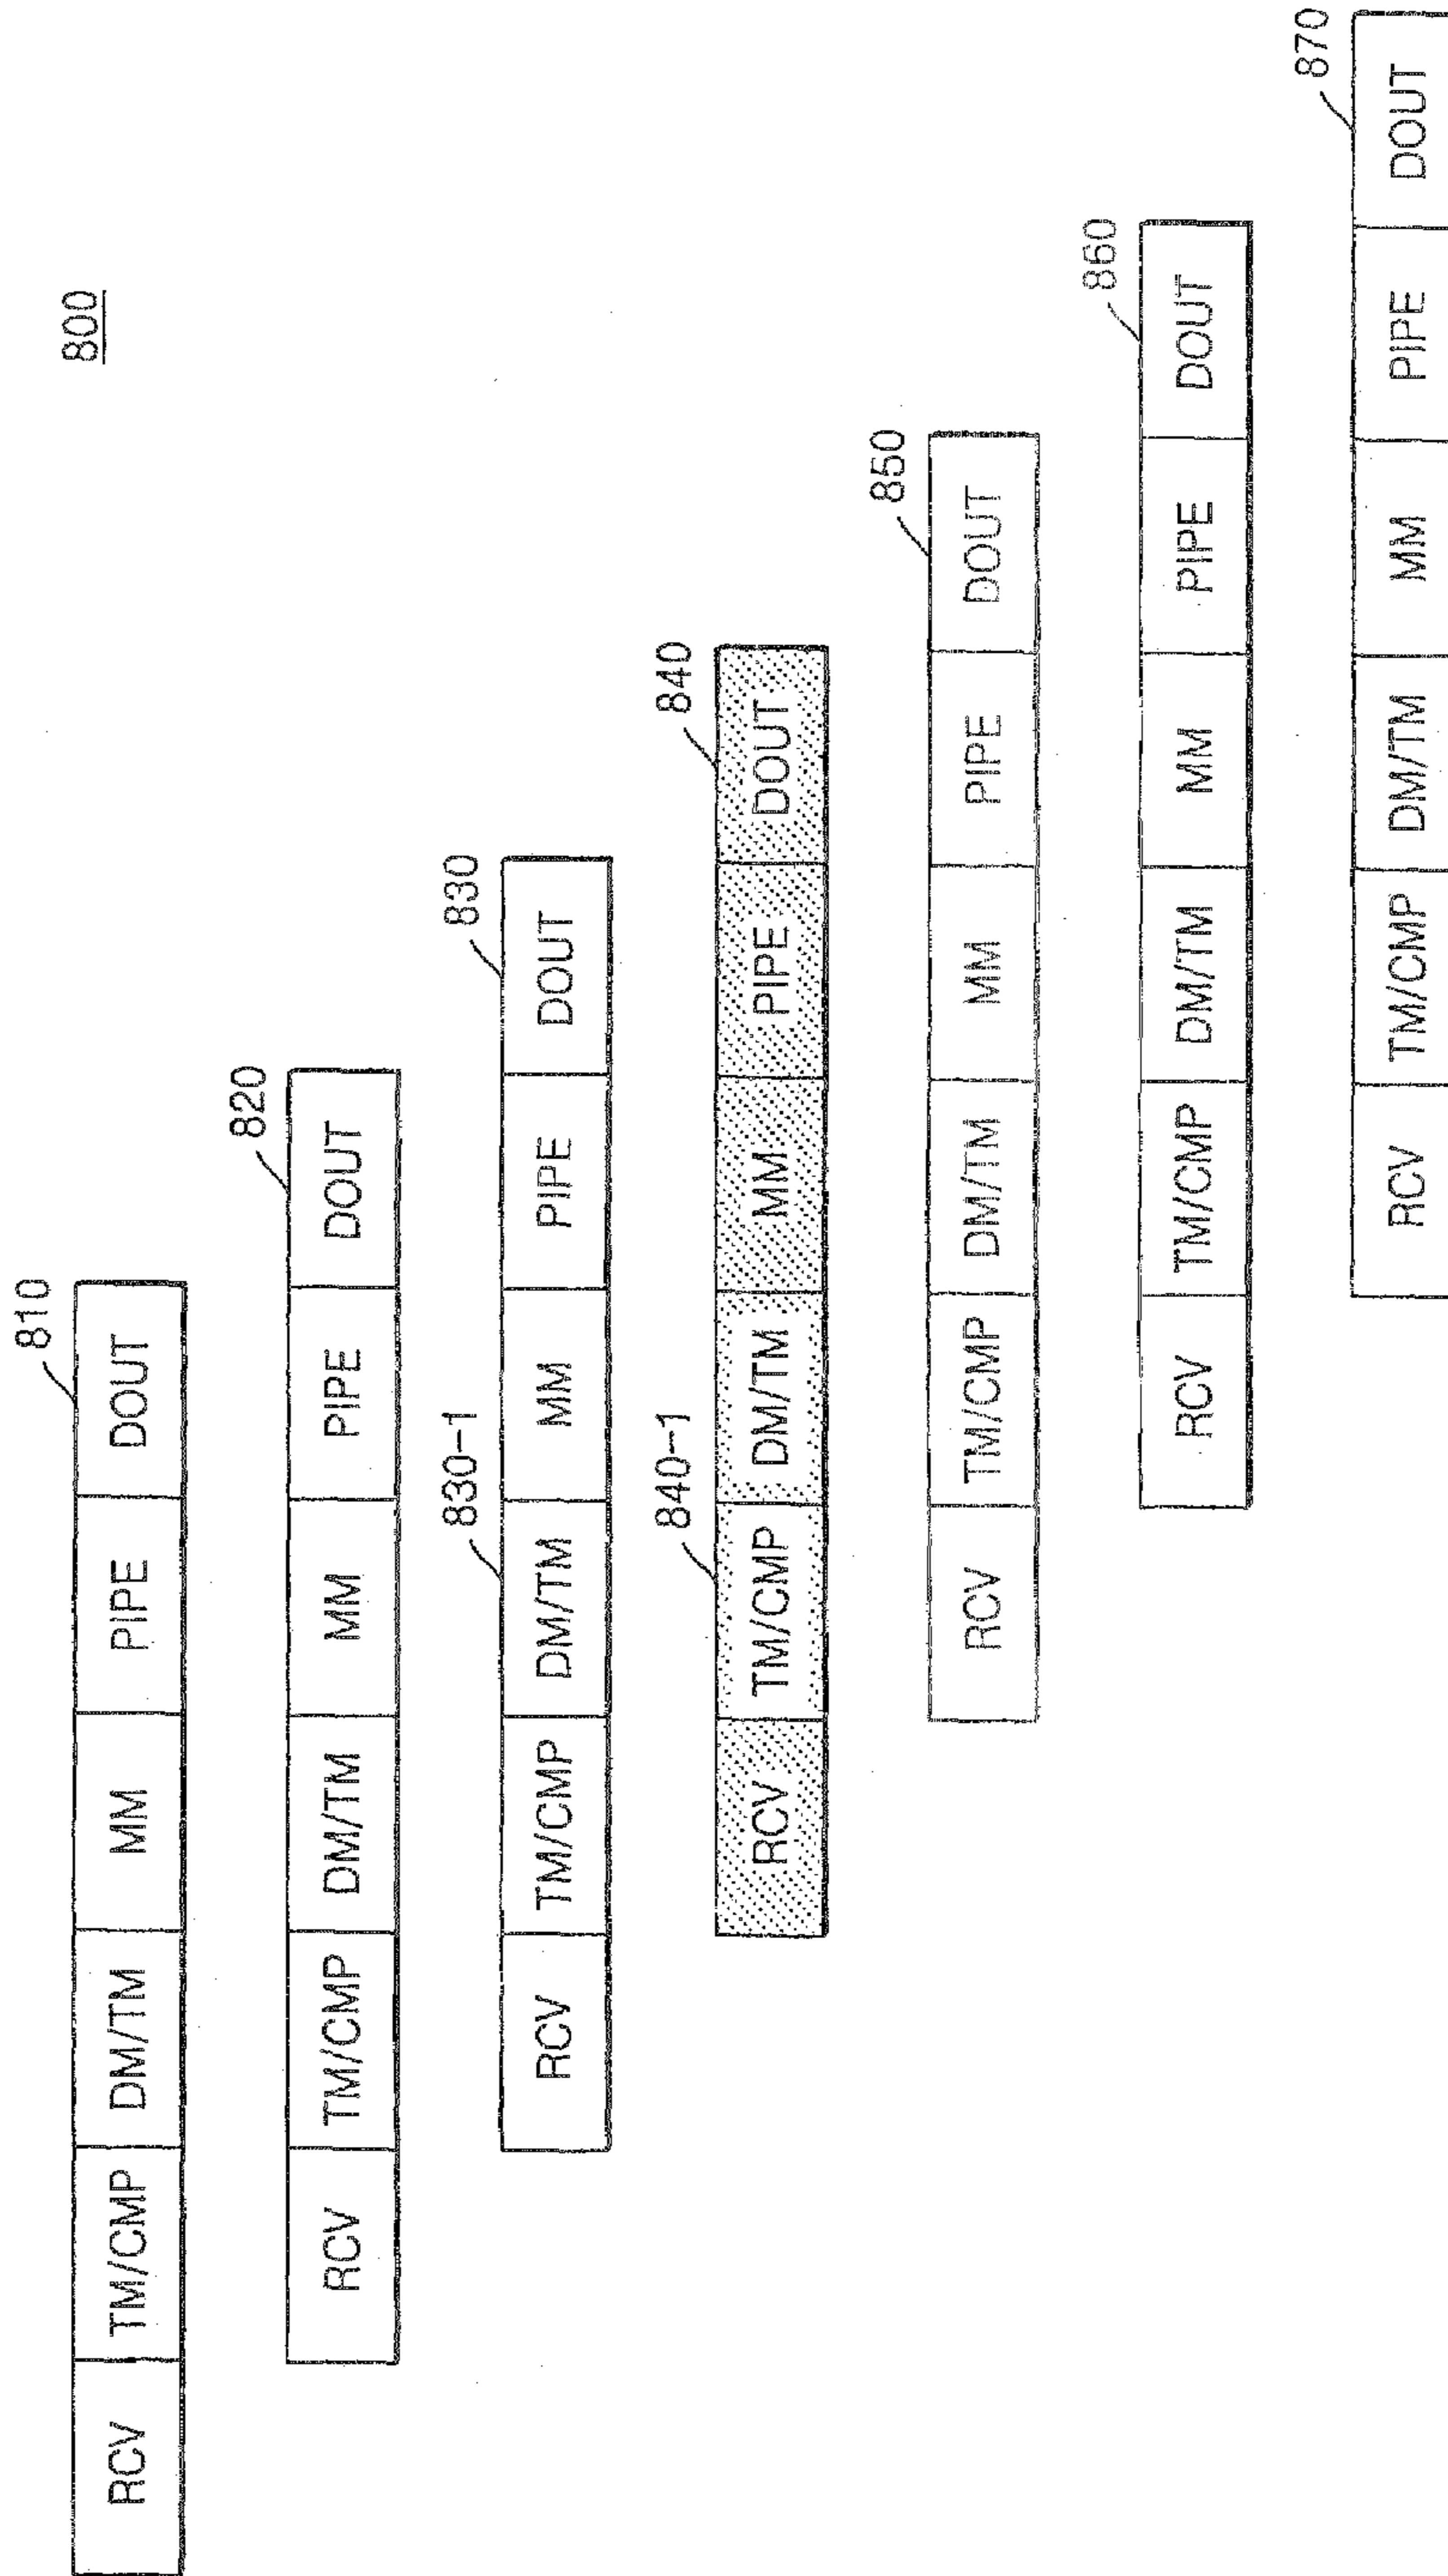 800
810
RCV TM/CMP DM/TM MM PIPE DOUT
820
RCV TM/CMP DM/TM MM PIPE DOUT
830-1 830
RCV TM/CMP DM/TM MM PIPE DOUT
840-1 840
RCV TM/CMP DM/TM MM PIPE DOUT
850
RCV TM/CMP DM/TM MM PIPE DOUT
860
RCV TM/CMP DM/TM MM PIPE DOUT
870
RCV TM/CMP DM/TM MM PIPE DOUT